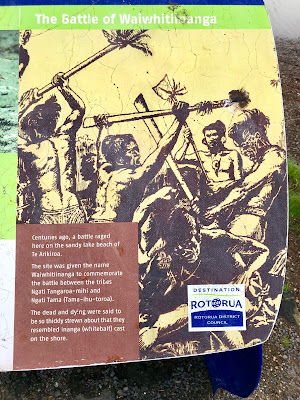 The Battle of Waiwhitiinanga
Centuries ago, a battle raged
here on the sandy lake beach of
Te Arikiroa.
The site was given the name
Waiwhitiinanga to commemorate
the battle between the tribes
Ngati Tangaroa-mihi and
Ngati Tama (Tama-ihu-toroa).
The dead and dying were said to
be so thickly strewn about that they
resembled inanga (whitebait) cast
on the shore.
DESTINATION
ROTORUA
ROTORUA DISTRICT
COUNCIL